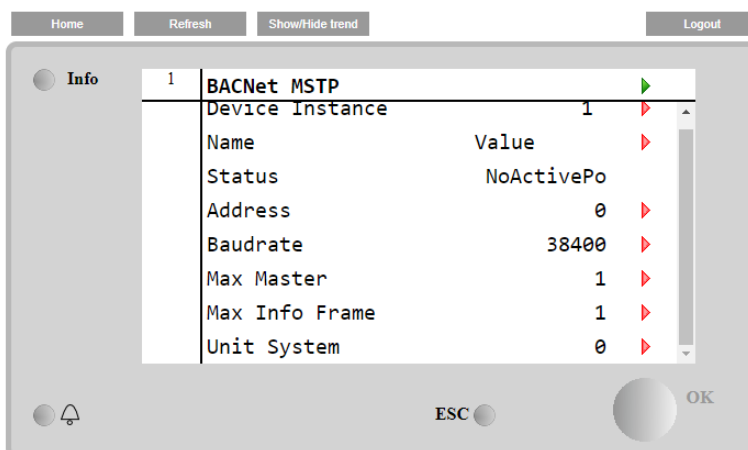 Home Refresh Show/Hide trend Logout
Info
1 BACNet MSTP
Device Instance 1
Name Value
Status NoActivePo
Address 0
Baudrate 38400
Max Master 1
Max Info Frame 1
Unit System 0
ESC
OK